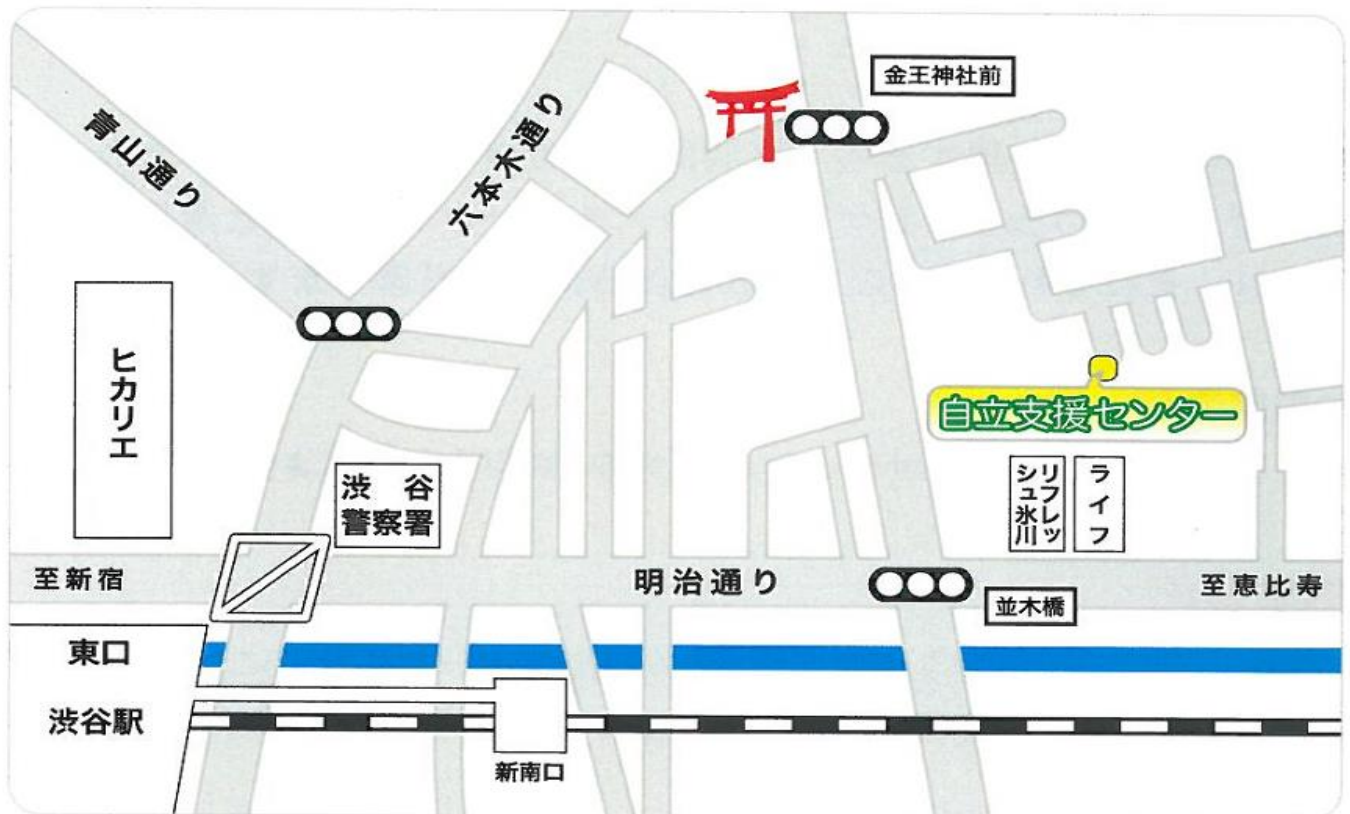 金王神社前
青山通り
六本木通り
ヒカリエ
自立支援センター
渋谷
警察署
リフレッ
シュ氷川
ライフ
至新宿
明治通り
至恵比寿
並木橋
東口
渋谷駅
新南口